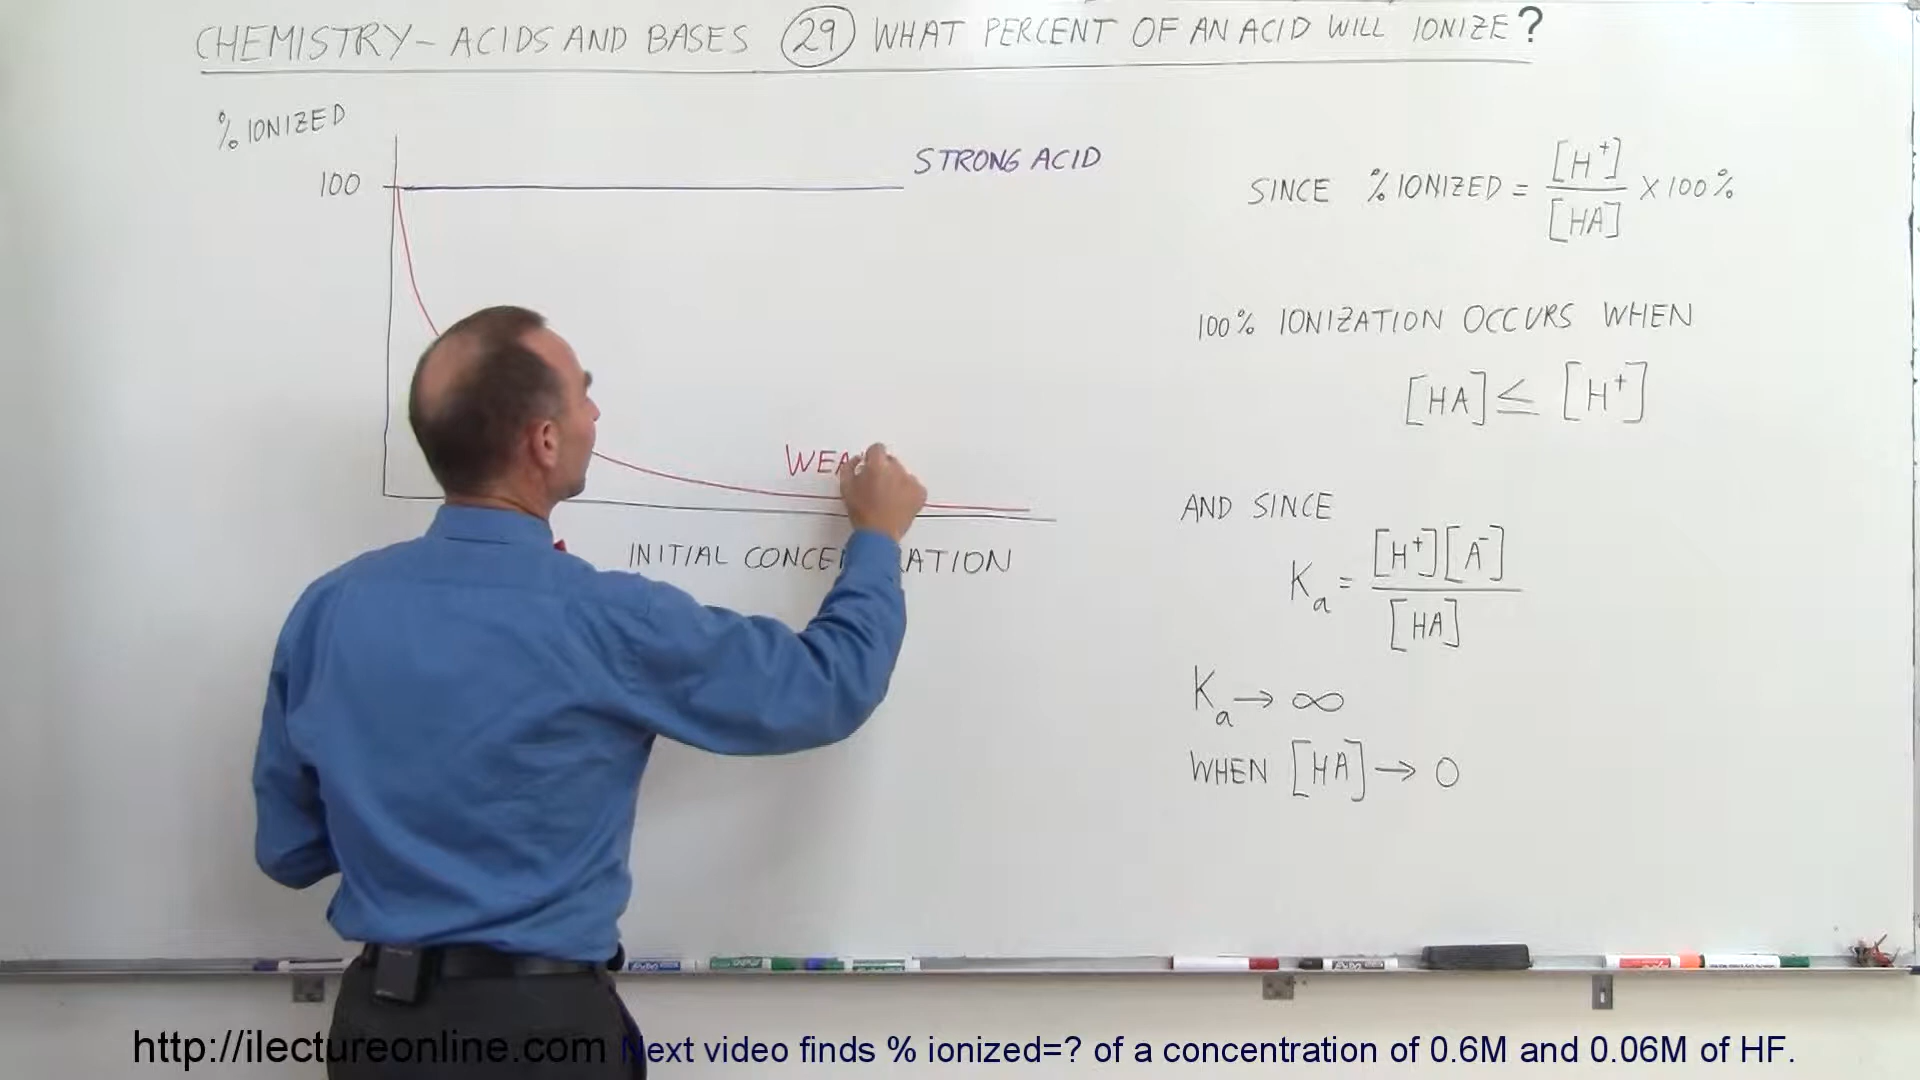 CHEMISTRY - ACIDS AND BASES 29 WHAT PERCENT OF AN ACID WILL IONIZE?
% IONIZED
100
STRONG ACID
INITIAL
SINCE % IONIZED = [H+] / [HA] X 100%
100% IONIZATION OCCURS WHEN
[HA] ≤ [H+]
AND SINCE
Ka = [H+][A-] / [HA]
Ka → ∞
WHEN [HA] → 0
http://ilectureonline.com Next video finds % ionized=? of a concentration of 0.6M and 0.06M of HF.